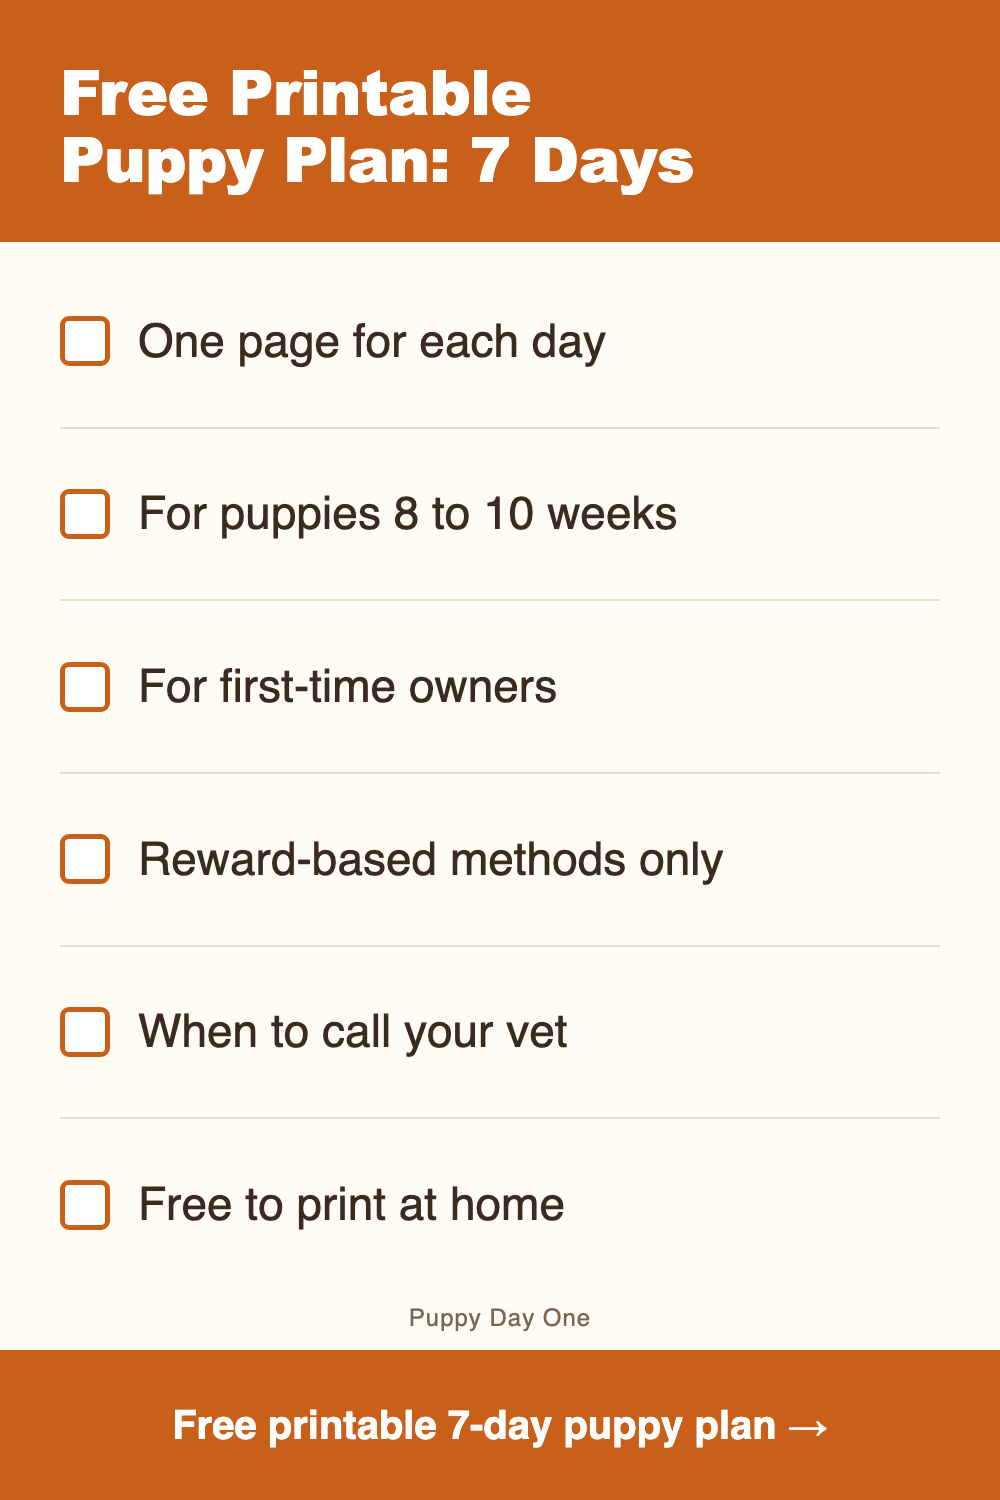 Free Printable
Puppy Plan: 7 Days
One page for each day
For puppies 8 to 10 weeks
For first-time owners
Reward-based methods only
When to call your vet
Free to print at home
Puppy Day One
Free printable 7-day puppy plan →